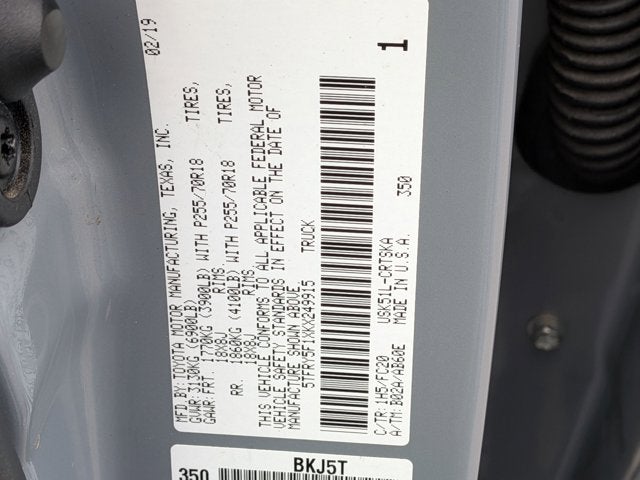 MFD.BY:TOYOTA MOTOR MANUFACTURING, TEXAS, INC. 02/19
GVWR:3130KG(6900LB)
GAWR:FRT. 1770KG(3900LB) WITH P255/70R18 TIRES,
18X8J RIMS.
RR. 1860KG(4100LB) WITH P255/70R18 TIRES,
18X8J RIMS
THIS VEHICLE CONFORMS TO ALL APPLICABLE FEDERAL MOTOR
VEHICLE SAFETY STANDARDS IN EFFECT ON THE DATE OF
MANUFACTURE SHOWN ABOVE.
5TFRY5F1XKX249915 TRUCK
1
USK51L-CRTSKA 350
C/TR:1H5/FC20 MADE IN U.S.A.
A/TM: B02A/AB60E
BKJ5T
350